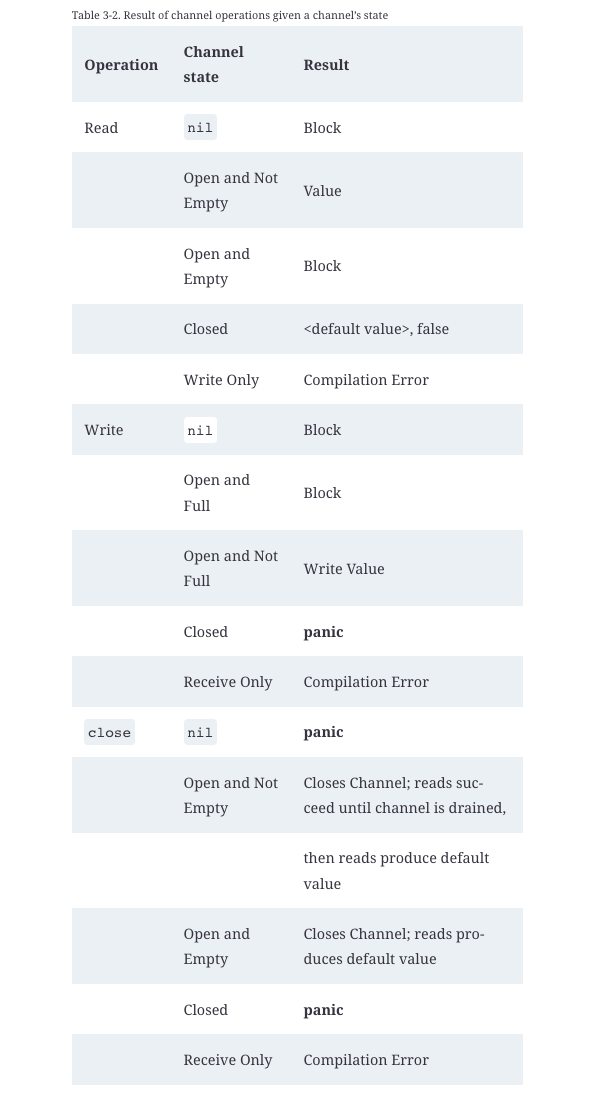 Table 3-2. Result of channel operations given a channel's state
Operation Channel state Result
Read nil Block
Open and Not Empty Value
Open and Empty Block
Closed <default value>, false
Write Only Compilation Error
Write nil Block
Open and Full Block
Open and Not Full Write Value
Closed panic
Receive Only Compilation Error
close nil panic
Open and Not Empty Closes Channel; reads suc-
ceed until channel is drained,
then reads produce default
value
Open and Empty Closes Channel; reads pro-
duces default value
Closed panic
Receive Only Compilation Error